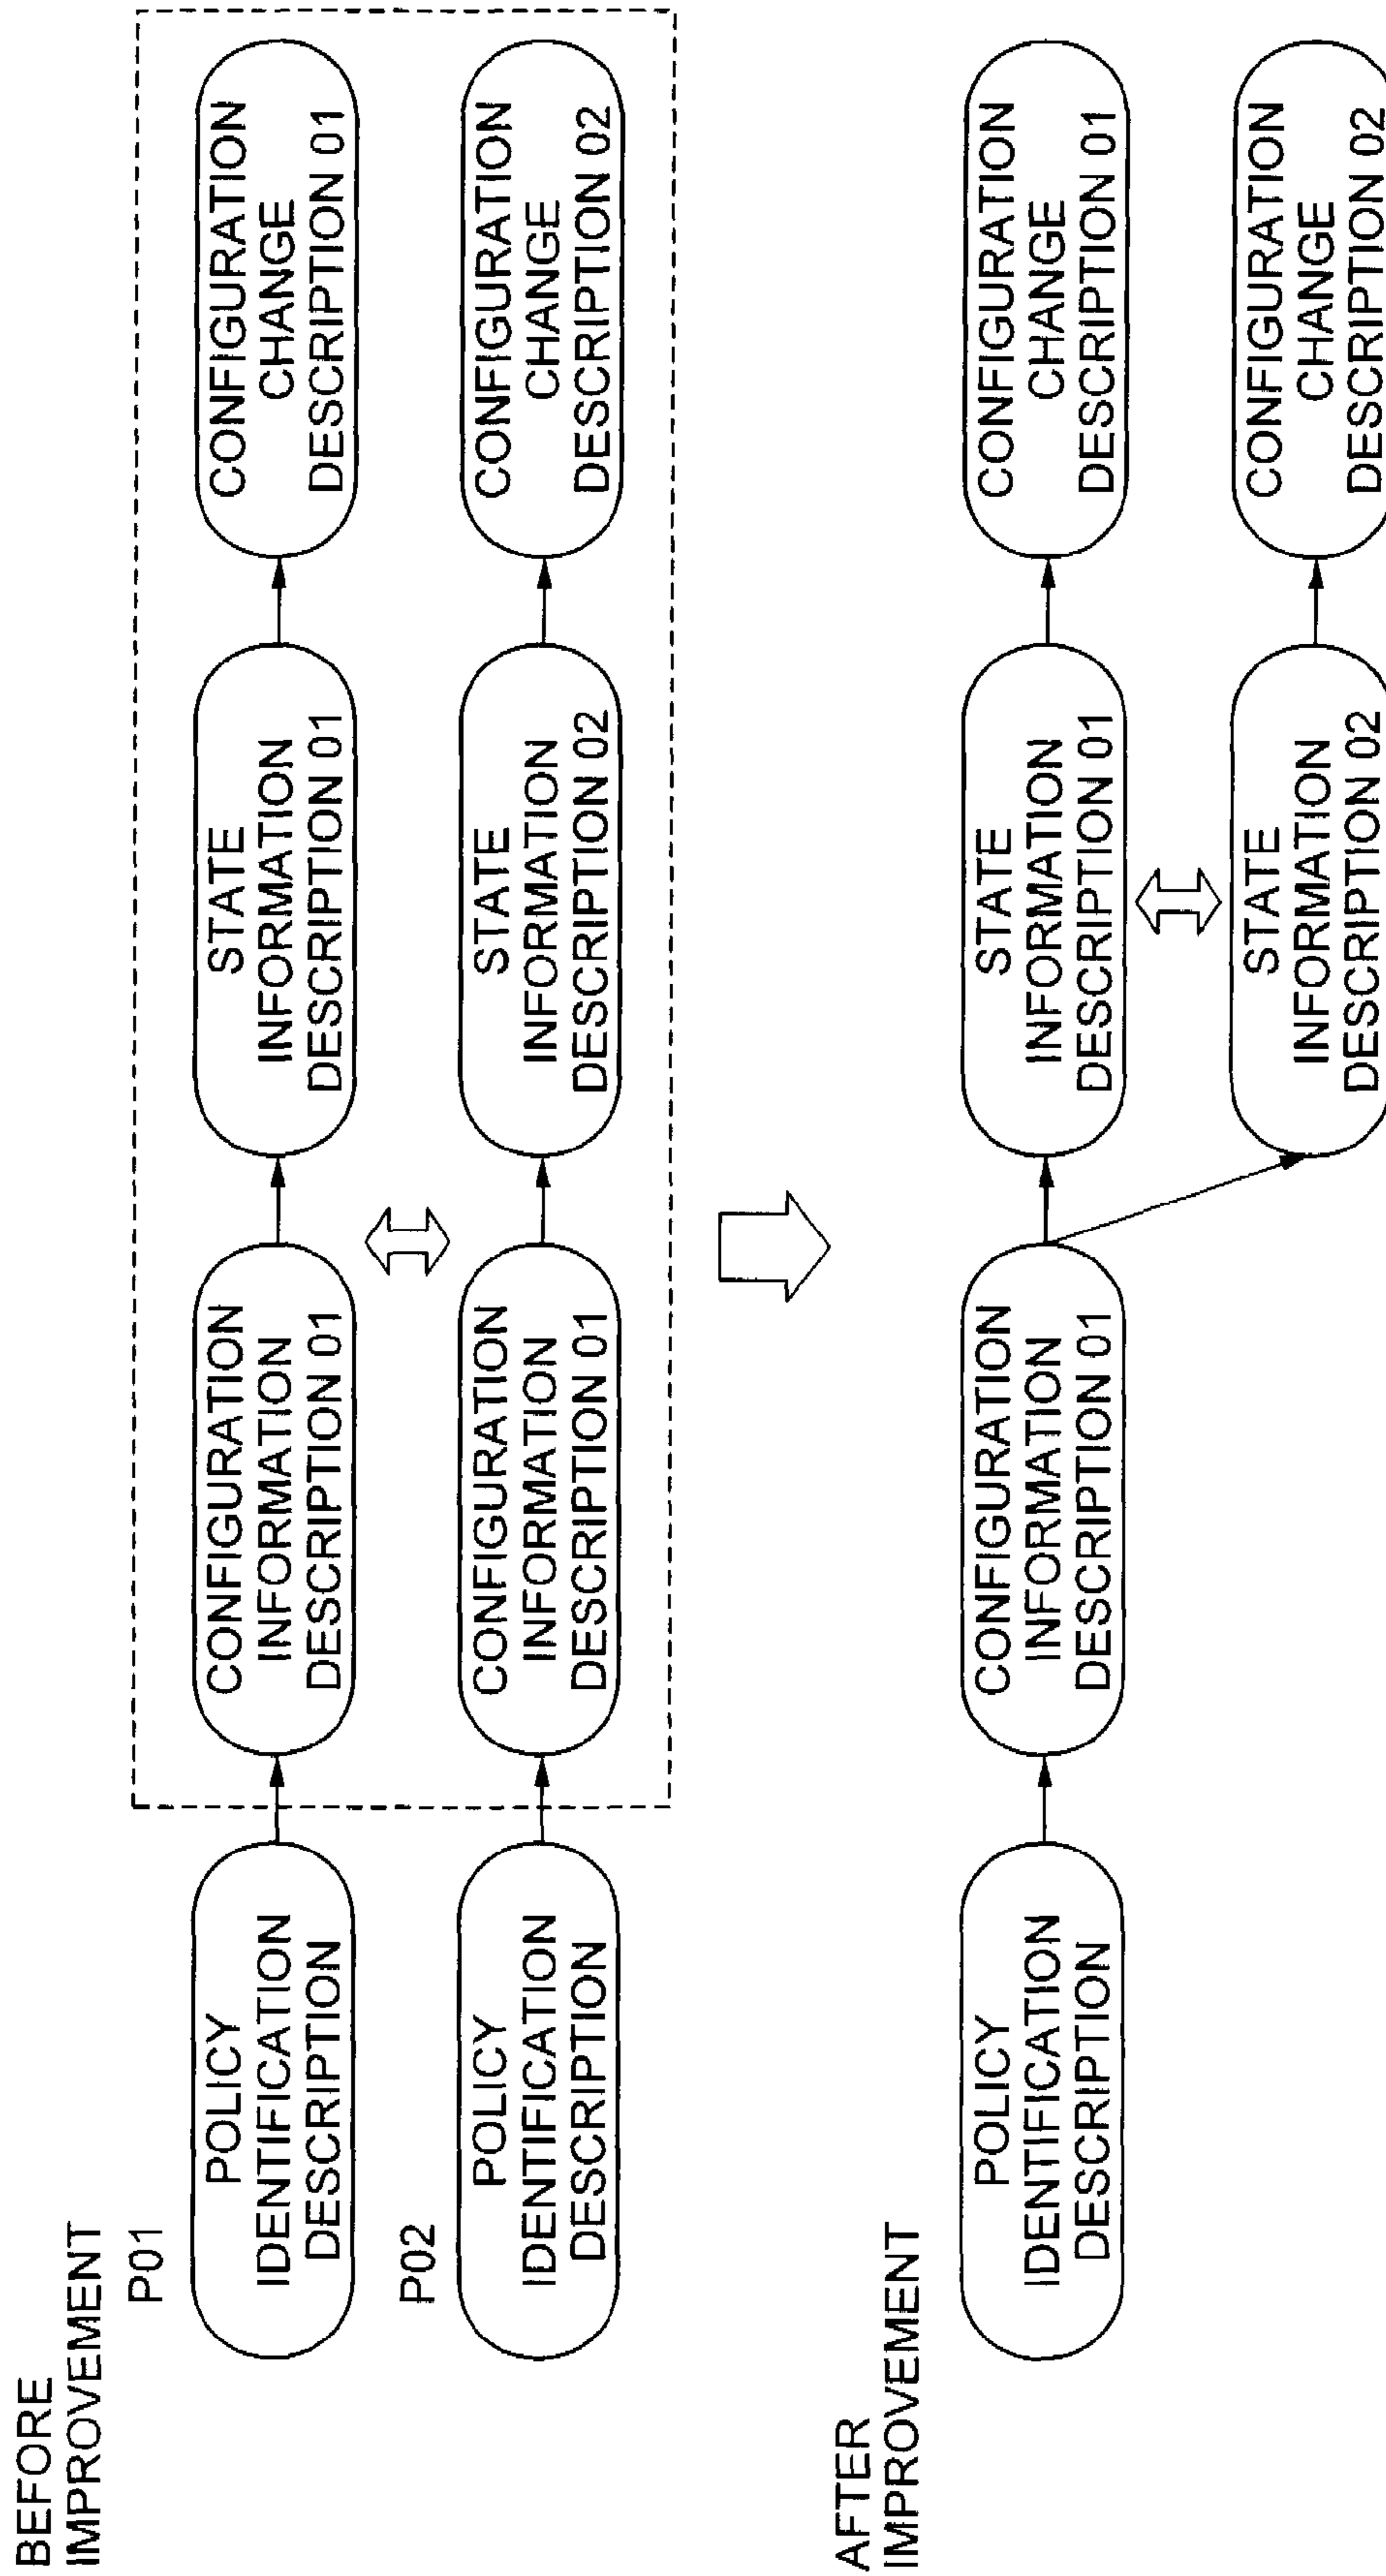 BEFORE
IMPROVEMENT
P01
POLICY
IDENTIFICATION
DESCRIPTION
CONFIGURATION
INFORMATION
DESCRIPTION 01
STATE
INFORMATION
DESCRIPTION 01
CONFIGURATION
CHANGE
DESCRIPTION 01
P02
POLICY
IDENTIFICATION
DESCRIPTION
CONFIGURATION
INFORMATION
DESCRIPTION 01
STATE
INFORMATION
DESCRIPTION 02
CONFIGURATION
CHANGE
DESCRIPTION 02
AFTER
IMPROVEMENT
POLICY
IDENTIFICATION
DESCRIPTION
CONFIGURATION
INFORMATION
DESCRIPTION 01
STATE
INFORMATION
DESCRIPTION 01
CONFIGURATION
CHANGE
DESCRIPTION 01
STATE
INFORMATION
DESCRIPTION 02
CONFIGURATION
CHANGE
DESCRIPTION 02